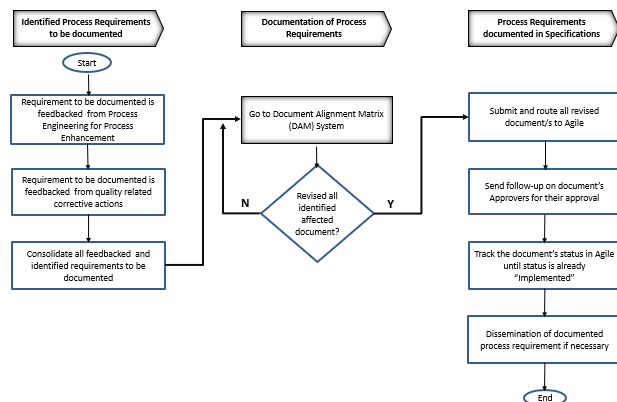 Identified Process Requirements
to be documented
Start
Requirement to be documented is
feedbacked from Process
Engineering for Process
Enhancement
Requirement to be documented is
feedbacked from quality related
corrective actions
Consolidate all feedbacked and
identified requirements to be
documented
Documentation of Process
Requirements
Go to Document Alignment Matrix
(DAM) System
Revised all
identified
affected
document?
N
Y
Process Requirements
documented in Specifications
Submit and route all revised
document/s to Agile
Send follow-up on document's
Approvers for their approval
Track the document's status in Agile
until status is already
"Implemented"
Dissemination of documented
process requirement if necessary
End